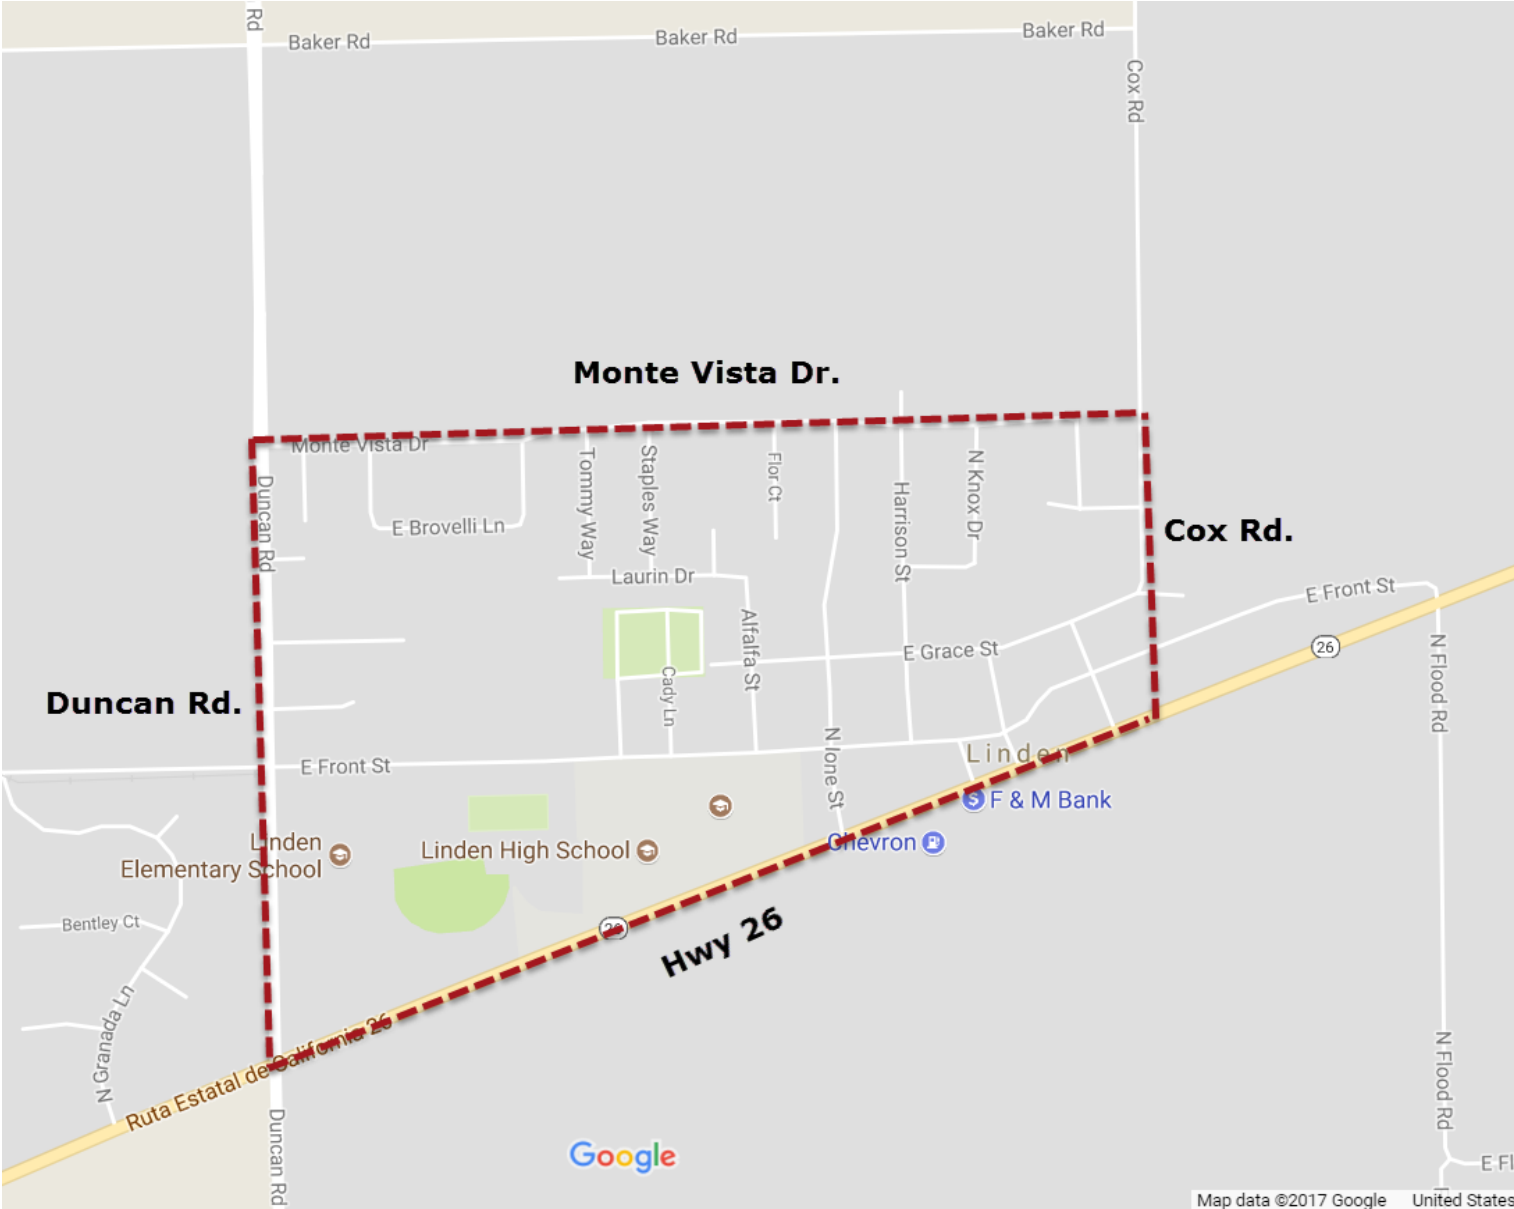 Rd
Baker Rd
Baker Rd
Baker Rd
Cox Rd
Monte Vista Dr.
Monte Vista Dr
Duncan Rd
E Brovelli Ln
Tommy Way
Staples Way
Flor Ct
Harrison St
N Knox Dr
Cox Rd.
Laurin Dr
E Front St
Alfalfa St
26
E Grace St
N Flood Rd
Cady Ln
Duncan Rd.
N Ione St
Linden
E Front St
F & M Bank
Linden
Elementary School
Linden High School
Chevron
Bentley Ct
26
Hwy 26
N Granada Ln
Ruta Estatal de California 26
N Flood Rd
Duncan Rd
Google
E Fl
Map data ©2017 Google United States